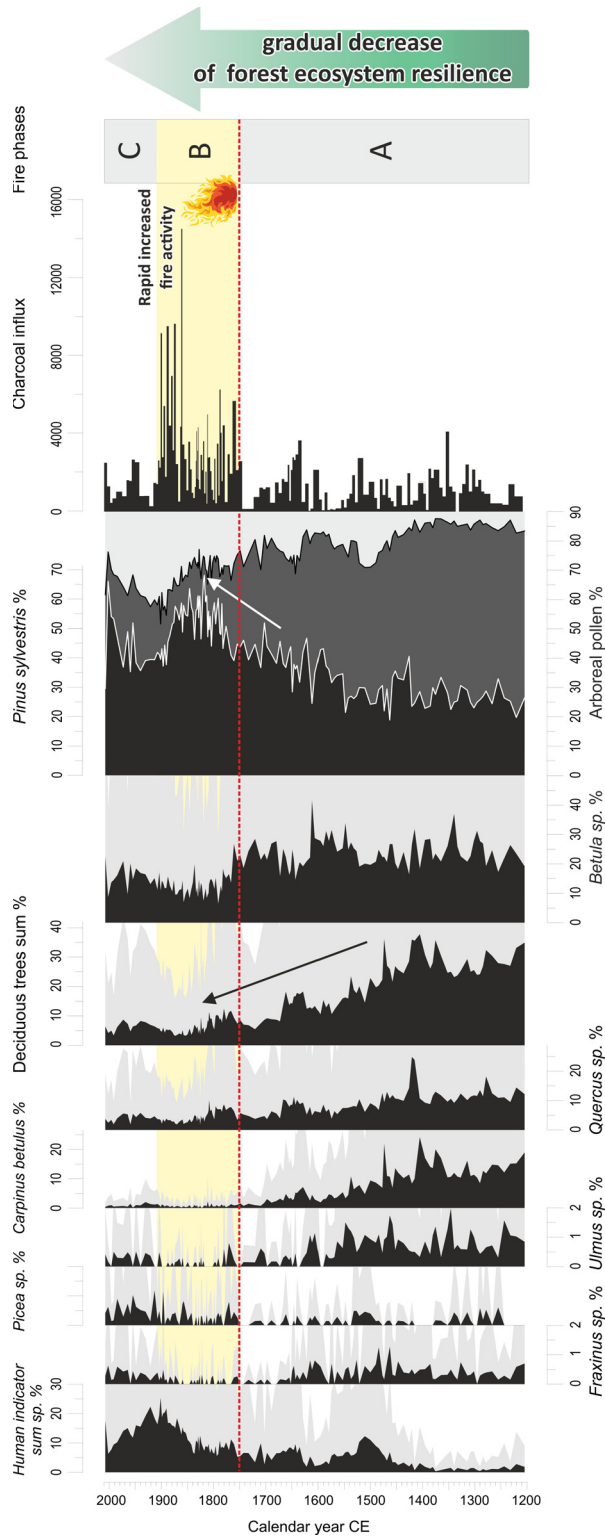 gradual decrease
of forest ecosystem resilience
Fire phases
C
B
A
Charcoal influx
16000
12000
8000
4000
0
Rapid increased
fire activity
Pinus sylvestris %
70
60
50
40
30
20
10
0
90
80
70
60
50
40
30
20
10
0
Arboreal pollen %
40
30
20
10
0
Betula sp. %
Deciduous trees sum %
40
30
20
10
0
20
10
0
Quercus sp. %
Carpinus betulus %
20
10
0
2
1
0
Ulmus sp. %
Picea sp. %
2
1
0
Fraxinus sp. %
Human indicator
sum sp. %
30
20
10
0
2000
1900
1800
1700
1600
1500
1400
1300
1200
Calendar year CE